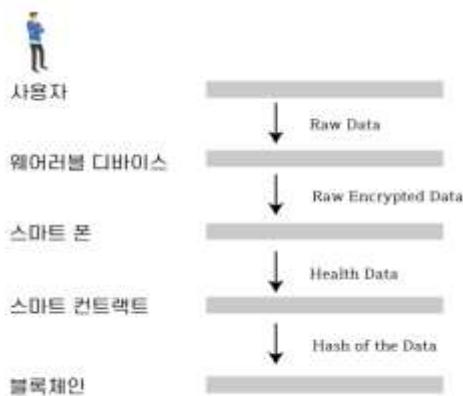 사용자
Raw Data
웨어러블 디바이스
Raw Encrypted Data
스마트 폰
Health Data
스마트 컨트랙트
Hash of the Data
블록체인